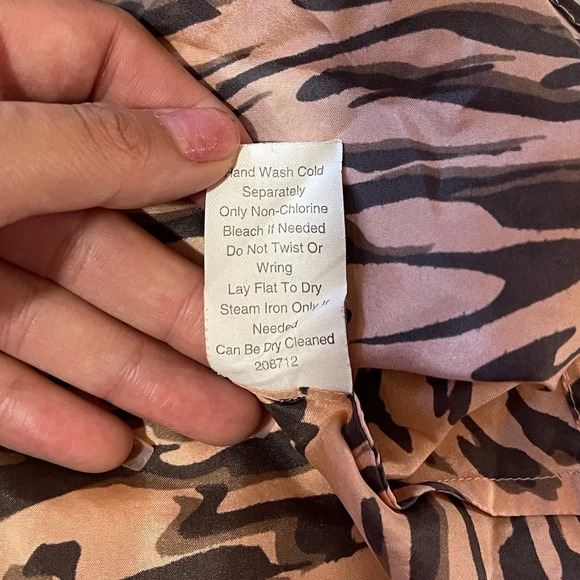 Hand Wash Cold
Separately
Only Non-Chlorine
Bleach If Needed
Do Not Twist Or
Wring
Lay Flat To Dry
Steam Iron Only If
Needed
Can Be Dry Cleaned
208712